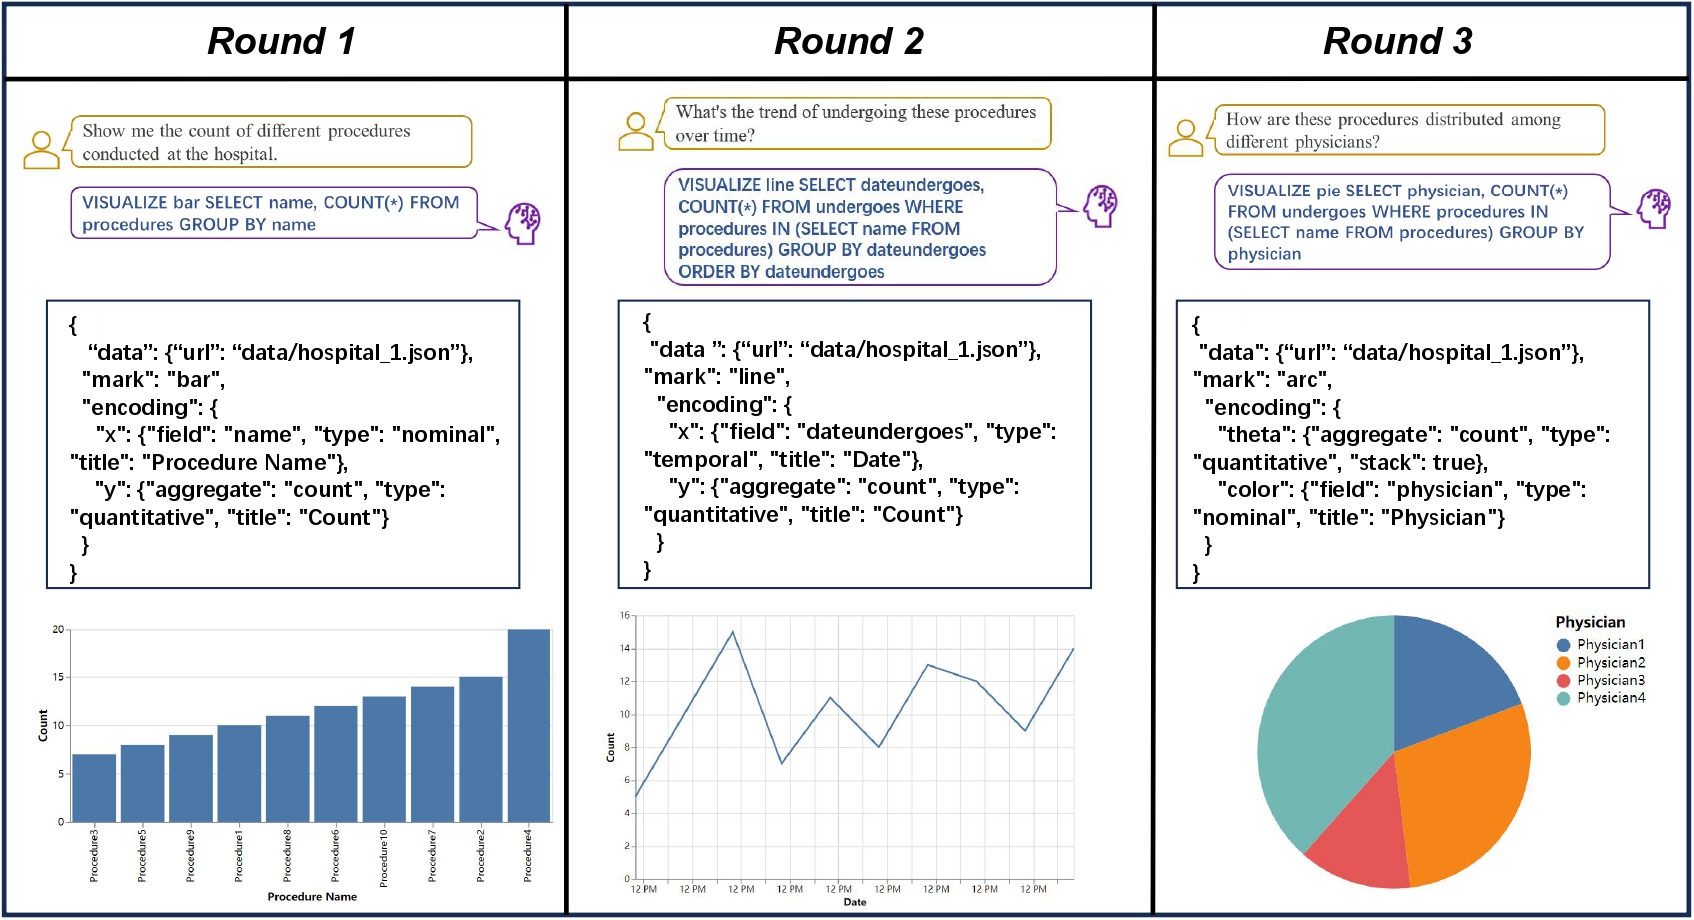 Round 1
Show me the count of different procedures
conducted at the hospital.
VISUALIZE bar SELECT name, COUNT(*) FROM
procedures GROUP BY name
{
“data”: {“url”: “data/hospital_1.json”},
"mark": "bar",
"encoding": {
"x": {"field": "name", "type": "nominal",
"title": "Procedure Name"},
"y": {"aggregate": "count", "type":
"quantitative", "title": "Count"}
}
}
20
15
10
5
0
Count
Procedure3
Procedure5
Procedure9
Procedure1
Procedure8
Procedure6
Procedure10
Procedure7
Procedure2
Procedure4
Procedure Name
Round 2
What's the trend of undergoing these procedures
over time?
VISUALIZE line SELECT dateundergoes,
COUNT(*) FROM undergoes WHERE
procedures IN (SELECT name FROM
procedures) GROUP BY dateundergoes
ORDER BY dateundergoes
{
"data ”: {“url”: “data/hospital_1.json”},
"mark": "line",
"encoding": {
"x": {"field": "dateundergoes", "type":
"temporal", "title": "Date"},
"y": {"aggregate": "count", "type":
"quantitative", "title": "Count"}
}
}
16
14
12
10
8
6
4
2
0
Count
12 PM 12 PM 12 PM 12 PM 12 PM 12 PM 12 PM 12 PM 12 PM
Date
Round 3
How are these procedures distributed among
different physicians?
VISUALIZE pie SELECT physician, COUNT(*)
FROM undergoes WHERE procedures IN
(SELECT name FROM procedures) GROUP BY
physician
{
"data": {“url”: “data/hospital_1.json”},
"mark": "arc",
"encoding": {
"theta": {"aggregate": "count", "type":
"quantitative", "stack": true},
"color": {"field": "physician", "type":
"nominal", "title": "Physician"}
}
}
Physician
Physician1
Physician2
Physician3
Physician4